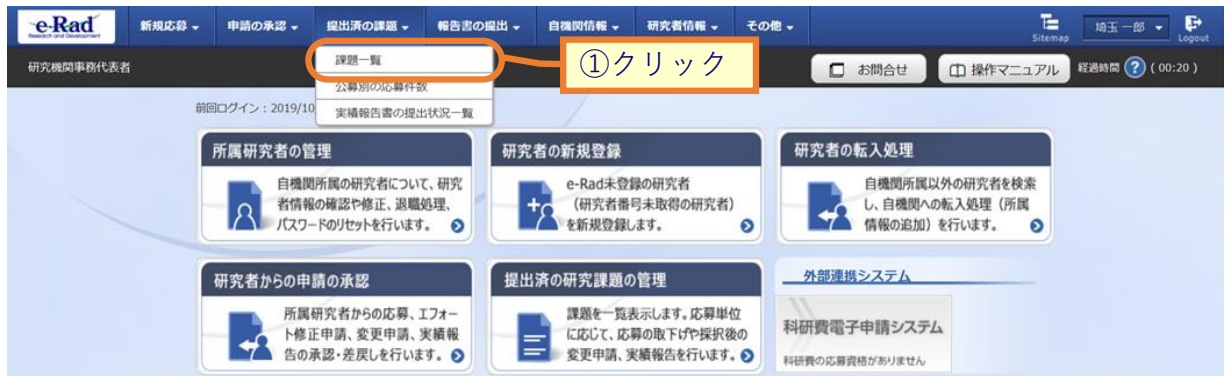 e-Rad
Research and Development
新規応募
申請の承認
提出済の課題
報告書の提出
自機関情報
研究者情報
その他
Sitemap
埼玉 一郎
Logout
研究機関事務代表者
課題一覧
公募別の応募件数
実績報告書の提出状況一覧
①クリック
お問合せ
操作マニュアル
経過時間 ? ( 00:20 )
前回ログイン：2019/10
所属研究者の管理
自機関所属の研究者について、研究
者情報の確認や修正、退職処理、
パスワードのリセットを行います。
研究者の新規登録
e-Rad未登録の研究者
（研究者番号未取得の研究者）
を新規登録します。
研究者の転入処理
自機関所属以外の研究者を検索
し、自機関への転入処理（所属
情報の追加）を行います。
研究者からの申請の承認
所属研究者からの応募、エフォー
ト修正申請、変更申請、実績報
告の承認・差戻しを行います。
提出済の研究課題の管理
課題を一覧表示します。応募単位
に応じて、応募の取下げや採択後の
変更申請、実績報告を行います。
外部連携システム
科研費電子申請システム
科研費の応募資格がありません